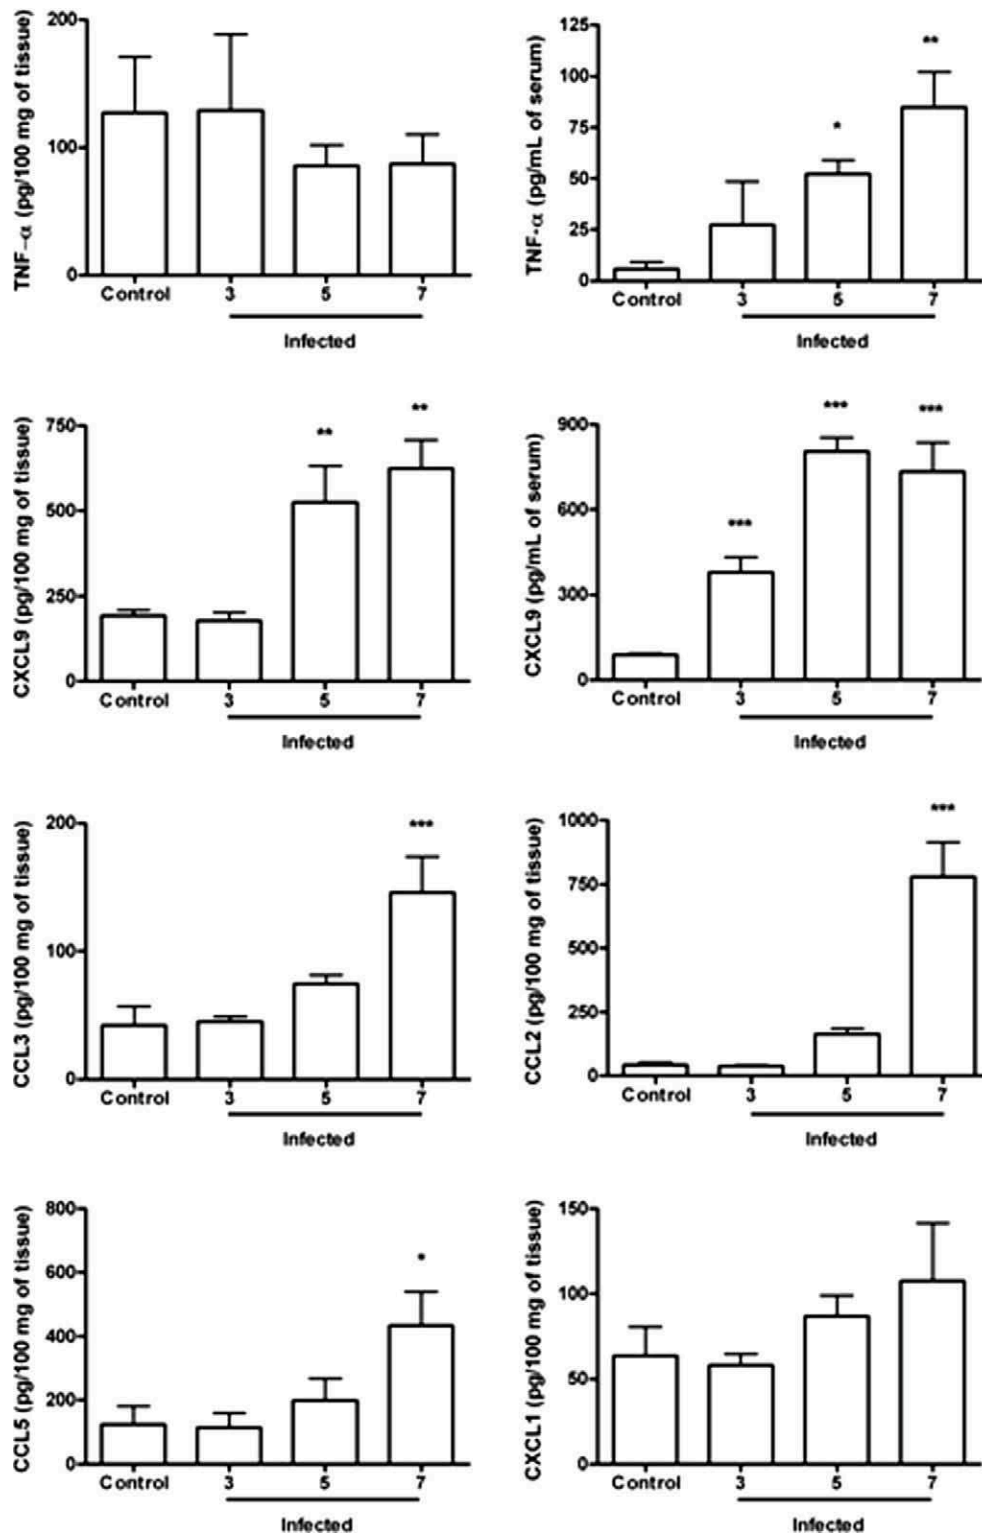 TNF-α (pg/100 mg of tissue)
200
100
0
Control 3 5 7
Infected
TNF-α (pg/mL of serum)
125
100
75
50
25
0
*
**
Control 3 5 7
Infected
CXCL9 (pg/100 mg of tissue)
750
500
250
0
**
**
Control 3 5 7
Infected
CXCL9 (pg/mL of serum)
900
600
300
0
***
***
***
Control 3 5 7
Infected
CCL3 (pg/100 mg of tissue)
200
100
0
***
Control 3 5 7
Infected
CCL2 (pg/100 mg of tissue)
1000
750
500
250
0
***
Control 3 5 7
Infected
CCL5 (pg/100 mg of tissue)
800
600
400
200
0
*
Control 3 5 7
Infected
CXCL1 (pg/100 mg of tissue)
150
100
50
0
Control 3 5 7
Infected